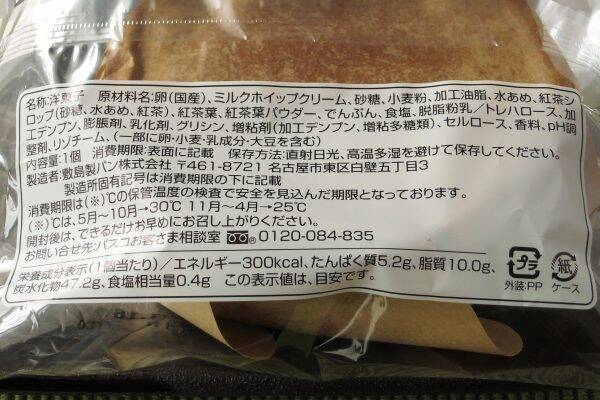 名称:洋菓子 原材料名:卵(国産)、ミルクホイップクリーム、砂糖、小麦粉、加工油脂、水あめ、紅茶シ
ロップ(砂糖、水あめ、紅茶)、紅茶葉、紅茶葉パウダー、でんぷん、食塩、脱脂粉乳/トレハロース、加
工デンプン、膨脹剤、乳化剤、グリシン、増粘剤(加工デンプン、増粘多糖類)、セルロース、香料、pH調
整剤、リゾチーム、(一部に卵・小麦・乳成分・大豆を含む)
内容量:1個 消費期限:表面に記載 保存方法:直射日光、高温多湿を避けて保存してください。
製造者:敷島製パン株式会社 〒461-8721 名古屋市東区白壁五丁目3
製造所固有記号は消費期限の下に記載
消費期限は(※)℃の保管温度の検査で安全を見込んだ期限となっております。
(※)℃は、5月~10月→30℃ 11月~4月→25℃
開封後は、できるだけお早めにお召し上がりください。
お問い合せ先:パスコお客さま相談室 0120-084-835
栄養成分表示(1個当たり)/エネルギー300kcal、たんぱく質5.2g、脂質10.0g、
炭水化物47.2g、食塩相当量0.4g この表示値は、目安です。
プラ 紙
外装:PP ケース